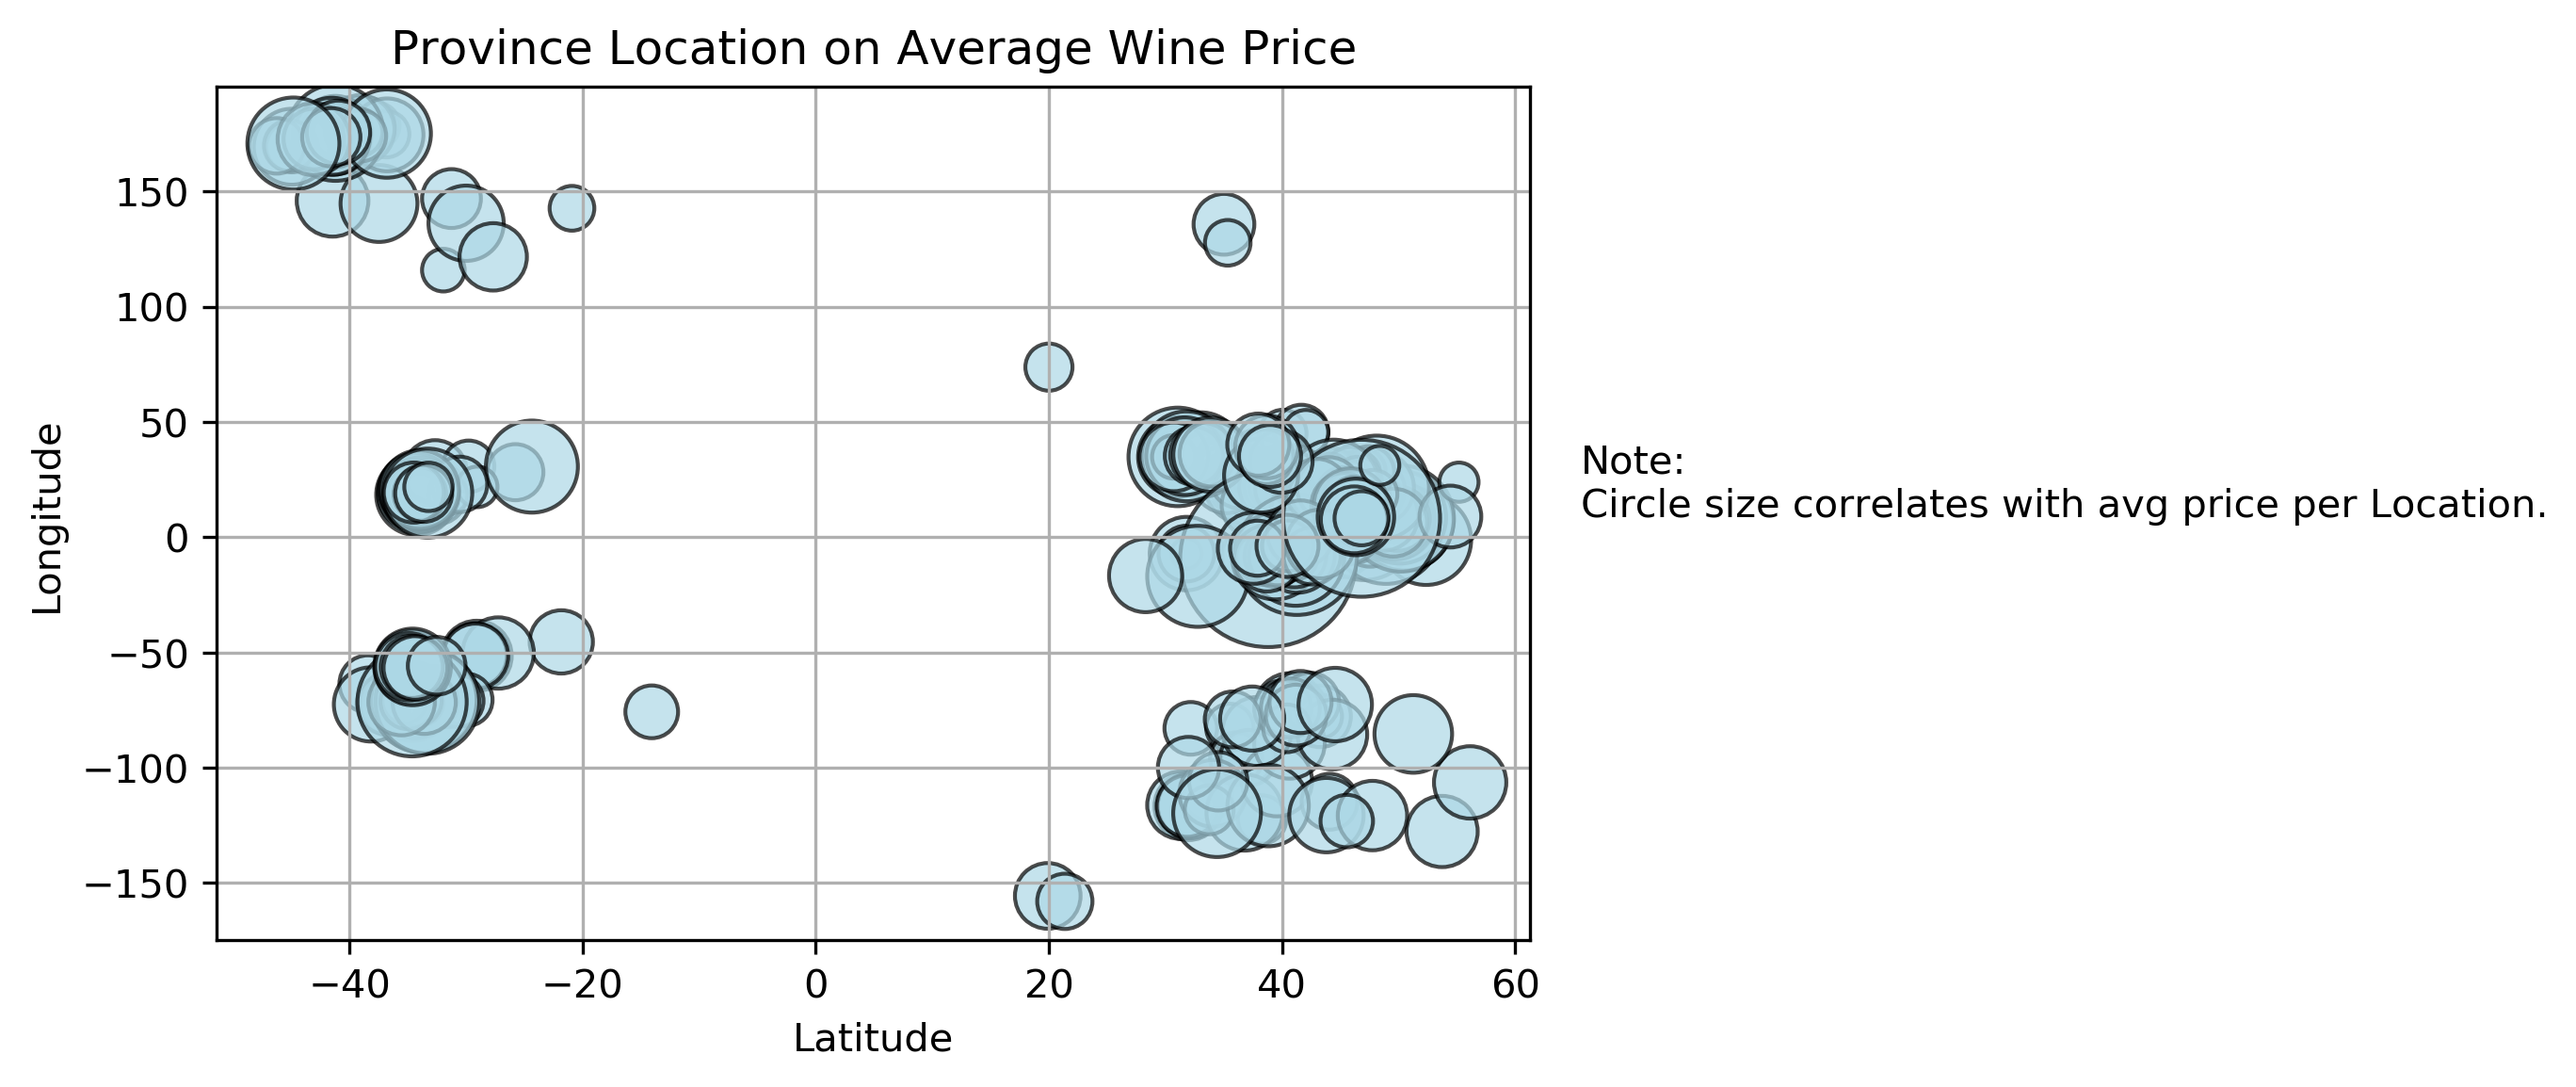 Province Location on Average Wine Price
Longitude
150
100
50
0
−50
−100
−150
−40
−20
0
20
40
60
Latitude
Note:
Circle size correlates with avg price per Location.